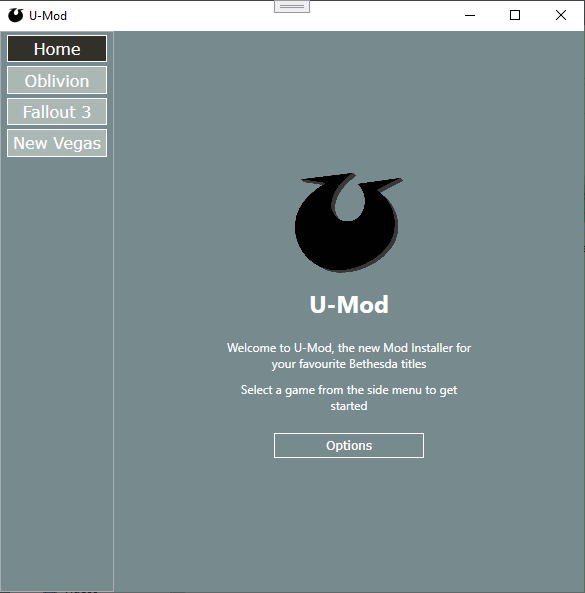 U-Mod
Home
Oblivion
Fallout 3
New Vegas
U-Mod
Welcome to U-Mod, the new Mod Installer for
your favourite Bethesda titles
Select a game from the side menu to get
started
Options